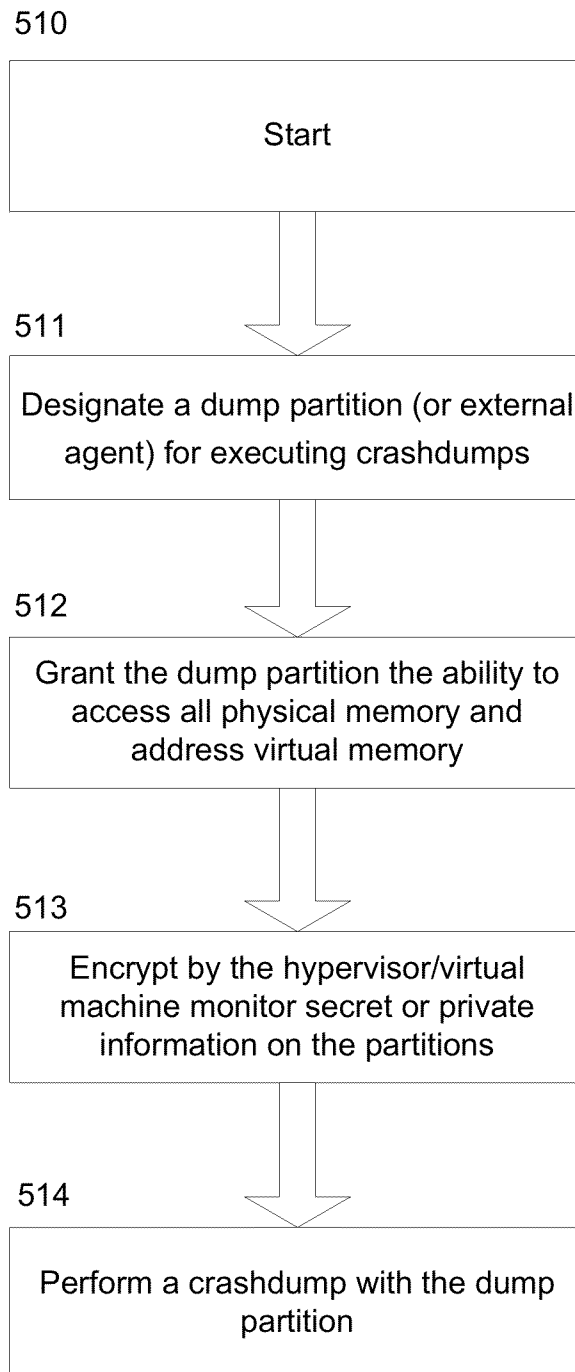 510
Start
511
Designate a dump partition (or external
agent) for executing crashdumps
512
Grant the dump partition the ability to
access all physical memory and
address virtual memory
513
Encrypt by the hypervisor/virtual
machine monitor secret or private
information on the partitions
514
Perform a crashdump with the dump
partition